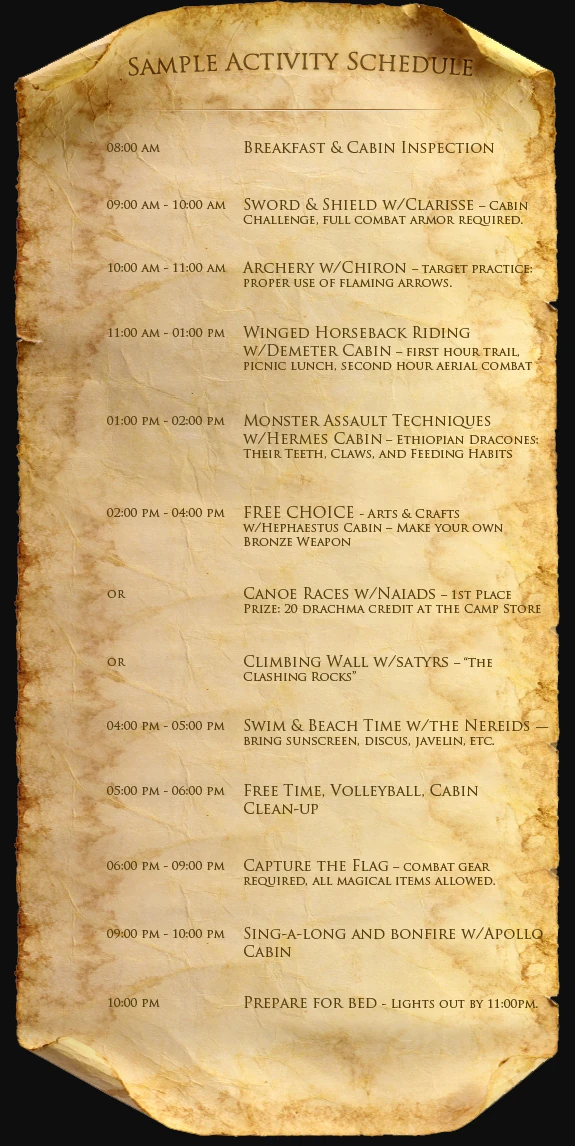 Sample Activity Schedule
08:00 AM Breakfast & Cabin Inspection
09:00 AM - 10:00 AM Sword & Shield w/Clarisse – Cabin
Challenge, full combat armor required.
10:00 AM - 11:00 AM Archery w/Chiron – target practice:
proper use of flaming arrows.
11:00 AM - 01:00 PM Winged Horseback Riding
w/Demeter Cabin – first hour trail,
picnic lunch, second hour aerial combat
01:00 PM - 02:00 PM Monster Assault Techniques
w/Hermes Cabin – Ethiopian Dracones:
Their Teeth, Claws, and Feeding Habits
02:00 PM - 04:00 PM FREE CHOICE - Arts & Crafts
w/Hephaestus Cabin – Make your own
Bronze Weapon
OR Canoe Races w/Naiads – 1st Place
Prize: 20 drachma credit at the Camp Store
OR Climbing Wall w/satyrs – “The
Clashing Rocks”
04:00 PM - 05:00 PM Swim & Beach Time w/the Nereids —
bring sunscreen, discus, javelin, etc.
05:00 PM - 06:00 PM Free Time, Volleyball, Cabin
Clean-up
06:00 PM - 09:00 PM Capture the Flag – combat gear
required, all magical items allowed.
09:00 PM - 10:00 PM Sing-a-long and bonfire w/Apollo
Cabin
10:00 PM Prepare for bed - lights out by 11:00pm.